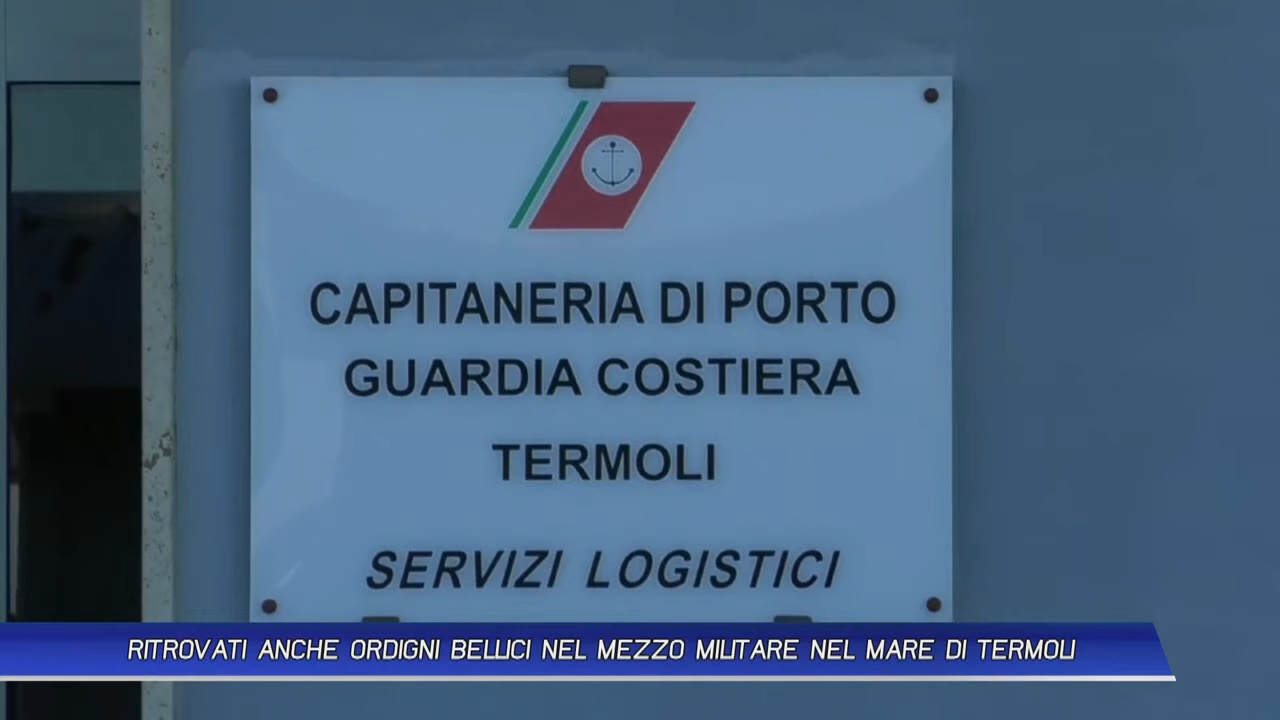 CAPITANERIA DI PORTO
GUARDIA COSTIERA
TERMOLI
SERVIZI LOGISTICI
RITROVATI ANCHE ORDIGNI BELLICI NEL MEZZO MILITARE NEL MARE DI TERMOLI